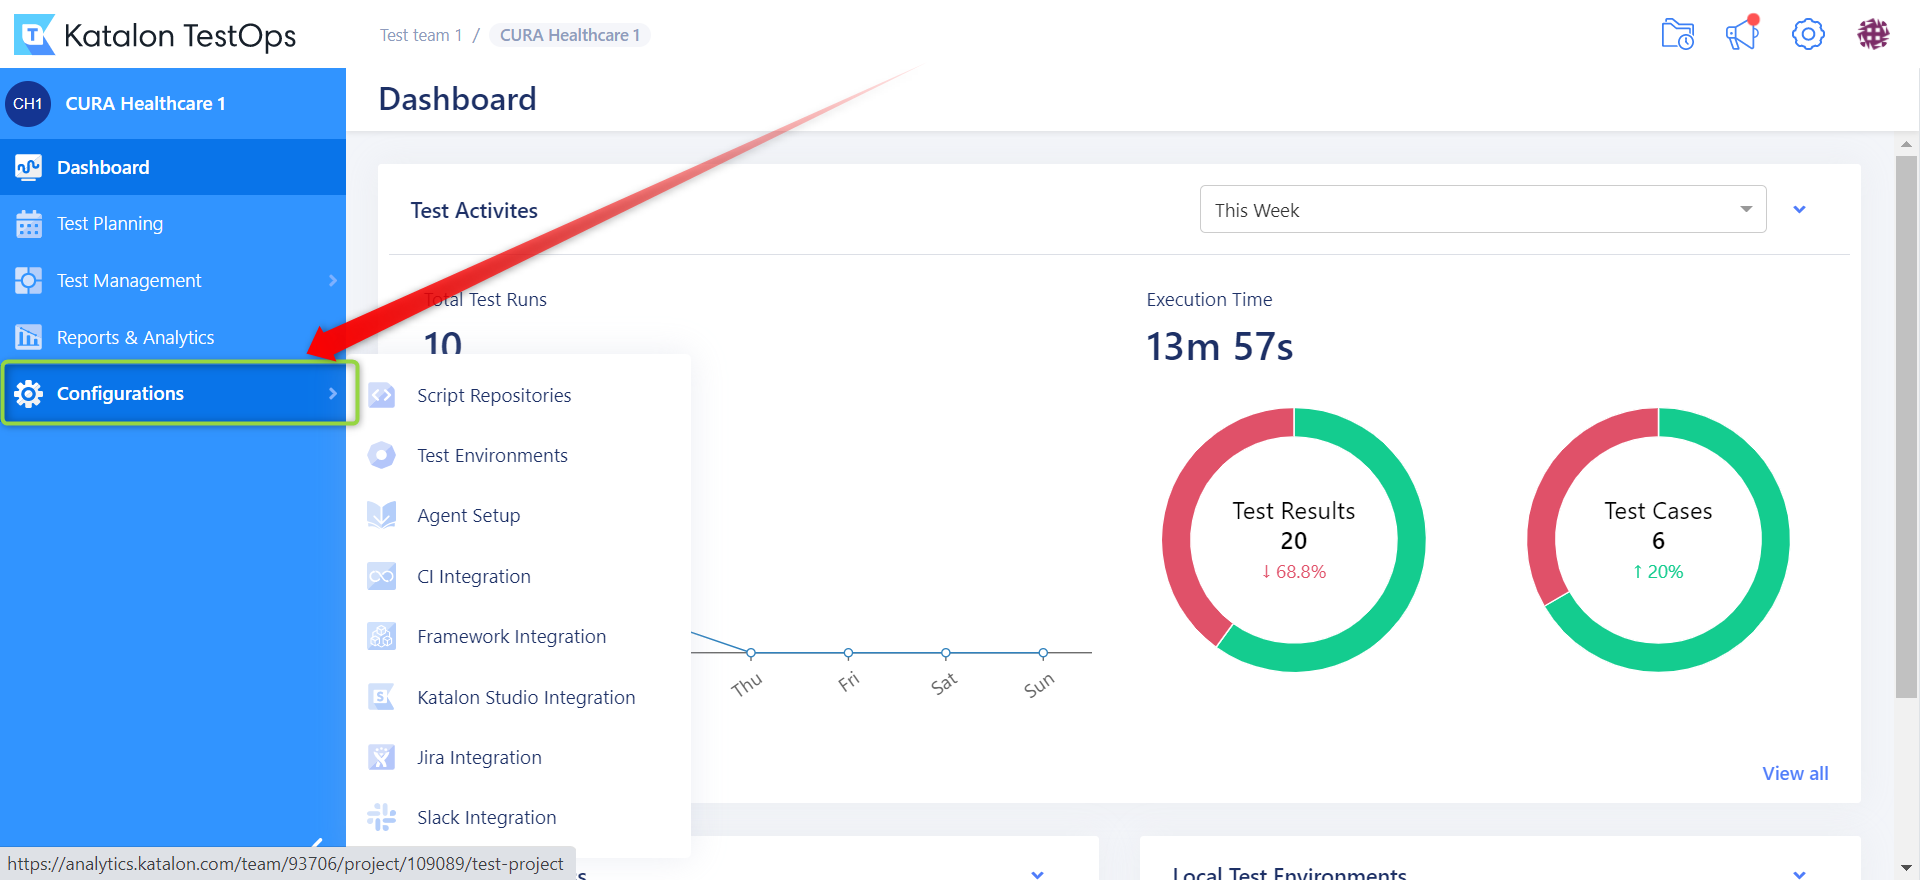 Katalon TestOps
Test team 1 / CURA Healthcare 1
CH1 CURA Healthcare 1
Dashboard
Dashboard
Test Planning
Test Management
Reports & Analytics
Configurations
Script Repositories
Test Environments
Agent Setup
CI Integration
Framework Integration
Katalon Studio Integration
Jira Integration
Slack Integration
Test Activites
This Week
Total Test Runs
10
Execution Time
13m 57s
Test Results
20
↓ 68.8%
Test Cases
6
↑ 20%
Thu
Fri
Sat
Sun
View all
Local Test Environments
https://analytics.katalon.com/team/93706/project/109089/test-project